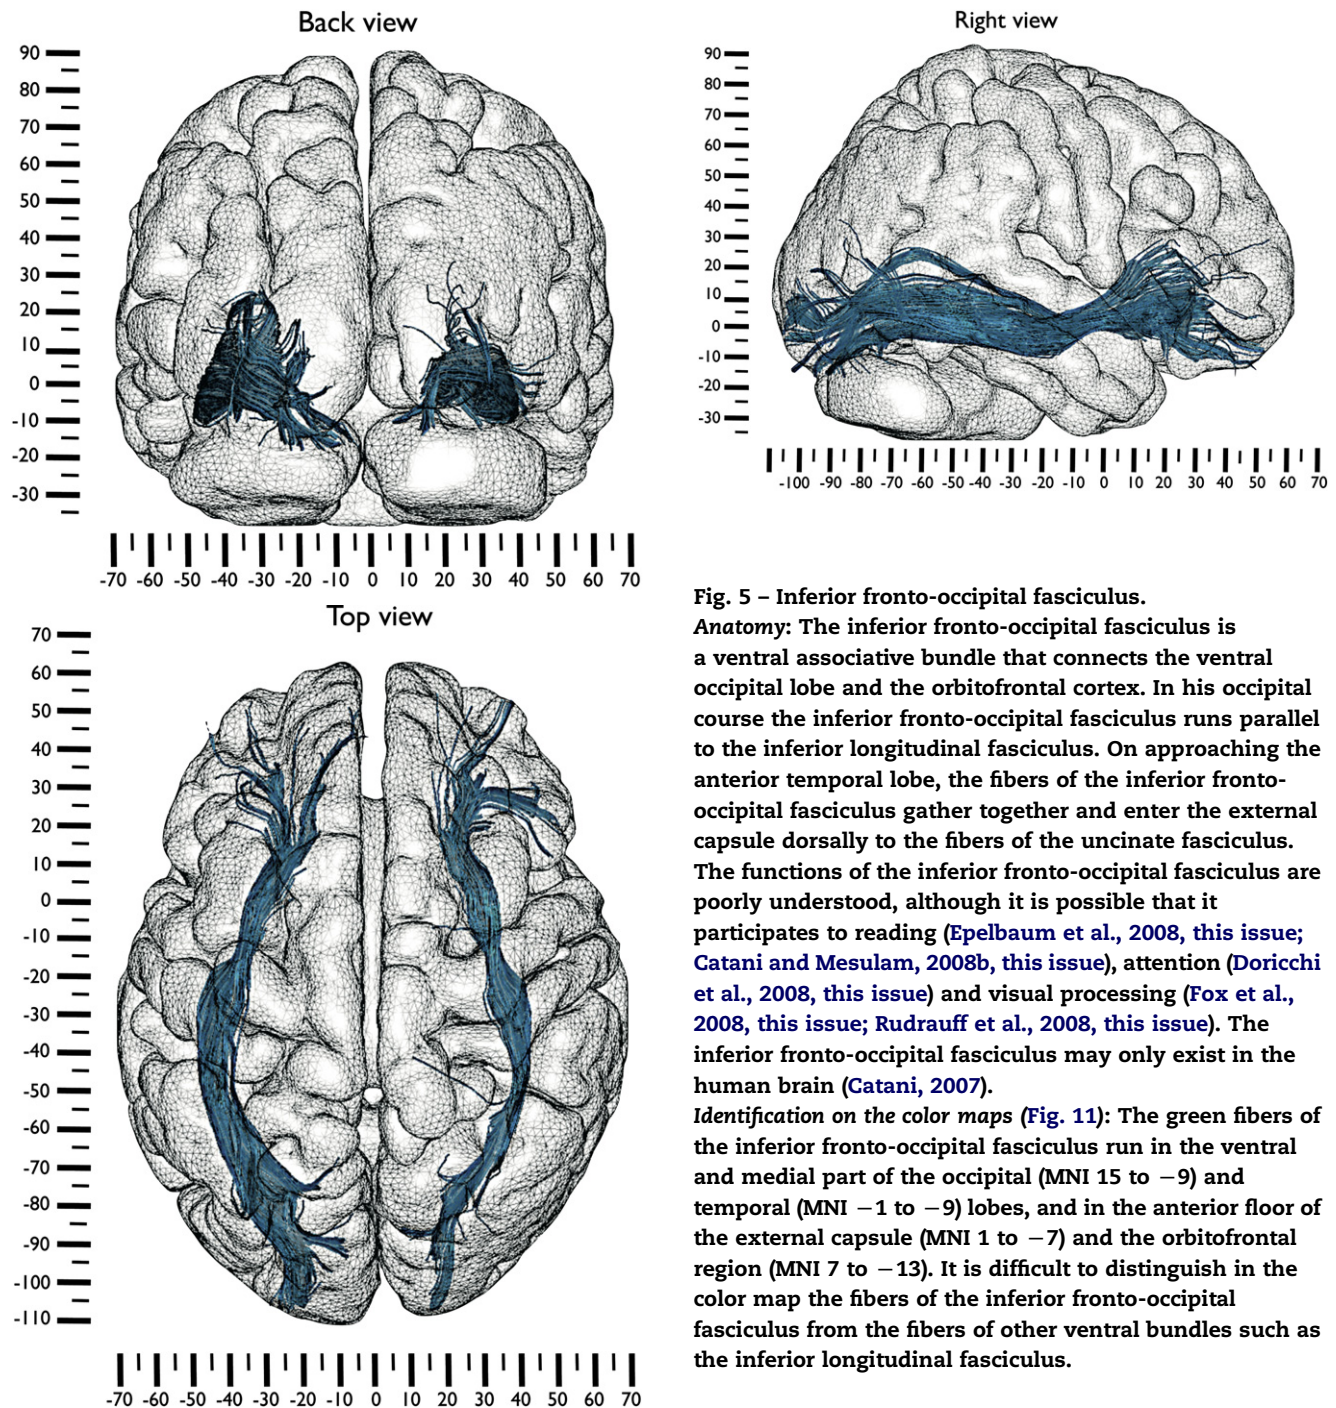 Back view
90
80
70
60
50
40
30
20
10
0
-10
-20
-30
-70 -60 -50 -40 -30 -20 -10 0 10 20 30 40 50 60 70
Right view
90
80
70
60
50
40
30
20
10
0
-10
-20
-30
-100 -90 -80 -70 -60 -50 -40 -30 -20 -10 0 10 20 30 40 50 60 70
Top view
70
60
50
40
30
20
10
0
-10
-20
-30
-40
-50
-60
-70
-80
-90
-100
-110
-70 -60 -50 -40 -30 -20 -10 0 10 20 30 40 50 60 70
Fig. 5 – Inferior fronto-occipital fasciculus.
Anatomy: The inferior fronto-occipital fasciculus is
a ventral associative bundle that connects the ventral
occipital lobe and the orbitofrontal cortex. In his occipital
course the inferior fronto-occipital fasciculus runs parallel
to the inferior longitudinal fasciculus. On approaching the
anterior temporal lobe, the fibers of the inferior fronto-
occipital fasciculus gather together and enter the external
capsule dorsally to the fibers of the uncinate fasciculus.
The functions of the inferior fronto-occipital fasciculus are
poorly understood, although it is possible that it
participates to reading (Epelbaum et al., 2008, this issue;
Catani and Mesulam, 2008b, this issue), attention (Doricchi
et al., 2008, this issue) and visual processing (Fox et al.,
2008, this issue; Rudrauff et al., 2008, this issue). The
inferior fronto-occipital fasciculus may only exist in the
human brain (Catani, 2007).
Identification on the color maps (Fig. 11): The green fibers of
the inferior fronto-occipital fasciculus run in the ventral
and medial part of the occipital (MNI 15 to −9) and
temporal (MNI −1 to −9) lobes, and in the anterior floor of
the external capsule (MNI 1 to −7) and the orbitofrontal
region (MNI 7 to −13). It is difficult to distinguish in the
color map the fibers of the inferior fronto-occipital
fasciculus from the fibers of other ventral bundles such as
the inferior longitudinal fasciculus.